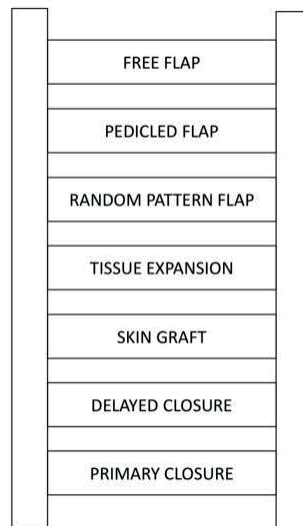 FREE FLAP
PEDICLED FLAP
RANDOM PATTERN FLAP
TISSUE EXPANSION
SKIN GRAFT
DELAYED CLOSURE
PRIMARY CLOSURE